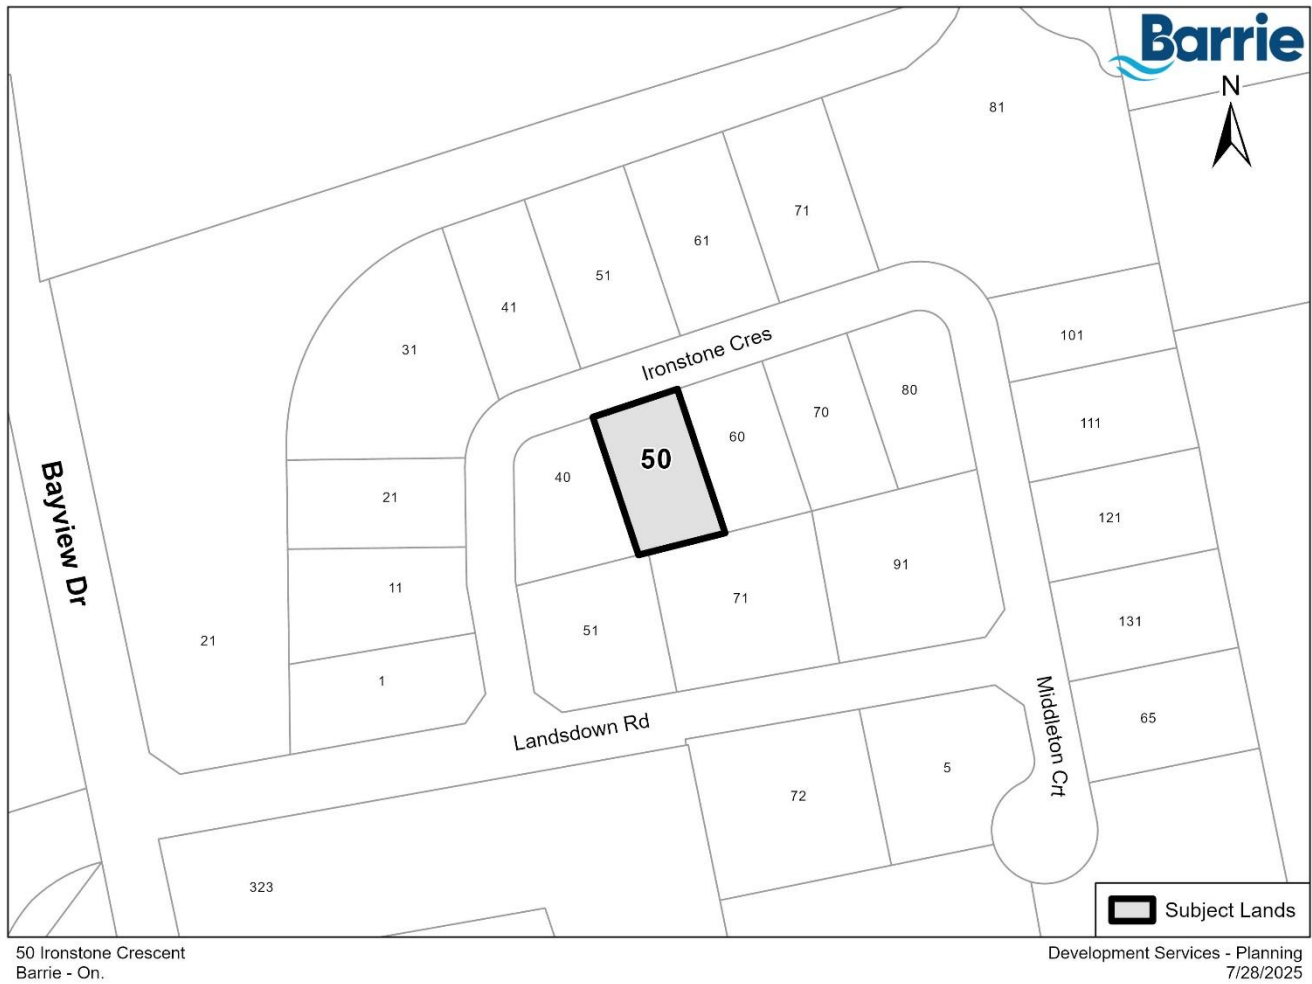 Barrie
N
81
71
61
51
41
31
Ironstone Cres
101
80
70
60
50
40
111
21
121
11
91
71
51
131
21
1
65
Bayview Dr
Landsdown Rd
Middleton Crt
72
5
323
Subject Lands
50 Ironstone Crescent
Barrie - On.
Development Services - Planning
7/28/2025